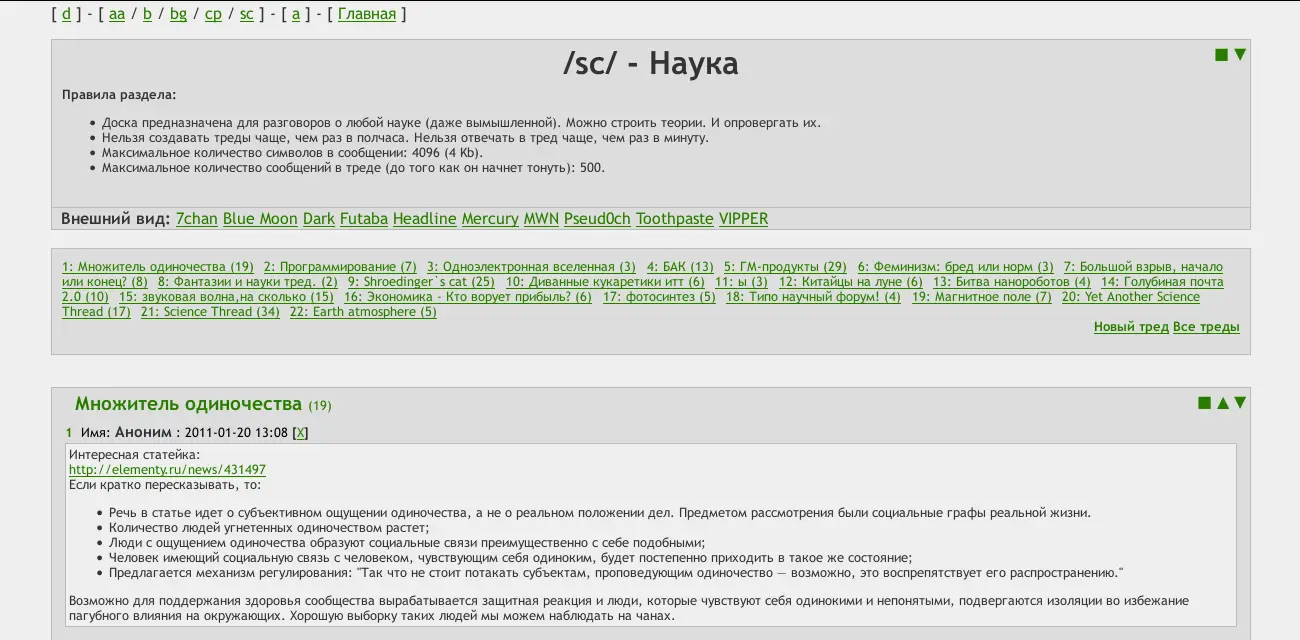 [ d ] - [ aa / b / bg / cp / sc ] - [ a ] - [ Главная ]
/sc/ - Наука
Правила раздела:
Доска предназначена для разговоров о любой науке (даже вымышленной). Можно строить теории. И опровергать их.
Нельзя создавать треды чаще, чем раз в полчаса. Нельзя отвечать в тред чаще, чем раз в минуту.
Максимальное количество символов в сообщении: 4096 (4 Kb).
Максимальное количество сообщений в треде (до того как он начнет тонуть): 500.
Внешний вид: 7chan Blue Moon Dark Futaba Headline Mercury MWN Pseud0ch Toothpaste VIPPER
1: Множитель одиночества (19) 2: Программирование (7) 3: Одноэлектронная вселенная (3) 4: БАК (13) 5: ГМ-продукты (29) 6: Феминизм: бред или норм (3) 7: Большой взрыв, начало
или конец? (8) 8: Фантазии и науки тред. (2) 9: Shroedinger`s cat (25) 10: Диванные кукаретики итт (6) 11: ы (3) 12: Китайцы на луне (6) 13: Битва нанороботов (4) 14: Голубиная почта
2.0 (10) 15: звуковая волна,на сколько (15) 16: Экономика - Кто ворует прибыль? (6) 17: фотосинтез (5) 18: Типо научный форум! (4) 19: Магнитное поле (7) 20: Yet Another Science
Thread (17) 21: Science Thread (34) 22: Earth atmosphere (5)
Новый тред Все треды
Множитель одиночества (19)
1 Имя: Аноним : 2011-01-20 13:08 [X]
Интересная статейка:
http://elementy.ru/news/431497
Если кратко пересказывать, то:
Речь в статье идет о субъективном ощущении одиночества, а не о реальном положении дел. Предметом рассмотрения были социальные графы реальной жизни.
Количество людей угнетенных одиночеством растет;
Люди с ощущением одиночества образуют социальные связи преимущественно с себе подобными;
Человек имеющий социальную связь с человеком, чувствующим себя одиноким, будет постепенно приходить в такое же состояние;
Предлагается механизм регулирования: "Так что не стоит потакать субъектам, проповедующим одиночество — возможно, это воспрепятствует его распространению."
Возможно для поддержания здоровья сообщества вырабатывается защитная реакция и люди, которые чувствуют себя одинокими и непонятыми, подвергаются изоляции во избежание
пагубного влияния на окружающих. Хорошую выборку таких людей мы можем наблюдать на чанах.